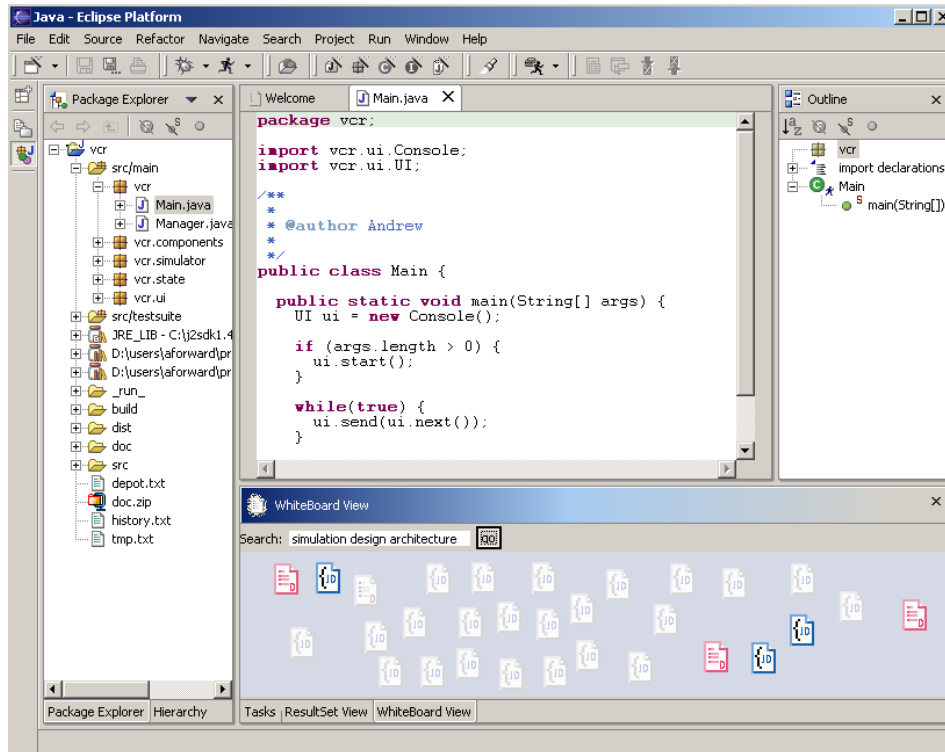 Java - Eclipse Platform
File Edit Source Refactor Navigate Search Project Run Window Help
Package Explorer
vcr
src/main
vcr
Main.java
Manager.java
vcr.components
vcr.simulator
vcr.state
vcr.ui
src/testsuite
JRE_LIB - C:\j2sdk1.4
D:\users\aforward\pr
D:\users\aforward\pr
_run_
build
dist
doc
src
depot.txt
doc.zip
history.txt
tmp.txt
Package Explorer Hierarchy
Welcome Main.java
package vcr;
import vcr.ui.Console;
import vcr.ui.UI;
/**
*
* @author Andrew
*
*/
public class Main {
public static void main(String[] args) {
UI ui = new Console();
if (args.length > 0) {
ui.start();
}
while(true) {
ui.send(ui.next());
}
Outline
vcr
import declarations
Main
main(String[])
WhiteBoard View
Search: simulation design architecture go
Tasks ResultSet View WhiteBoard View